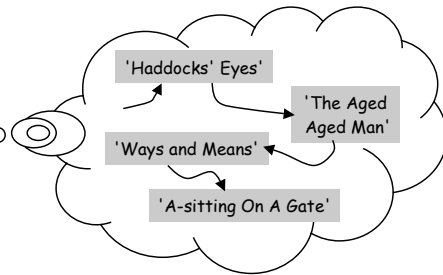 'Haddocks' Eyes'
'The Aged
Aged Man'
'Ways and Means'
'A-sitting On A Gate'